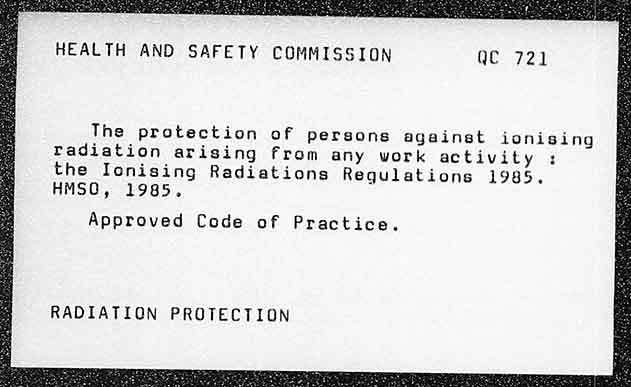 HEALTH AND SAFETY COMMISSION QC 721
The protection of persons against ionising
radiation arising from any work activity :
the Ionising Radiations Regulations 1985.
HMSO, 1985.
Approved Code of Practice.
RADIATION PROTECTION